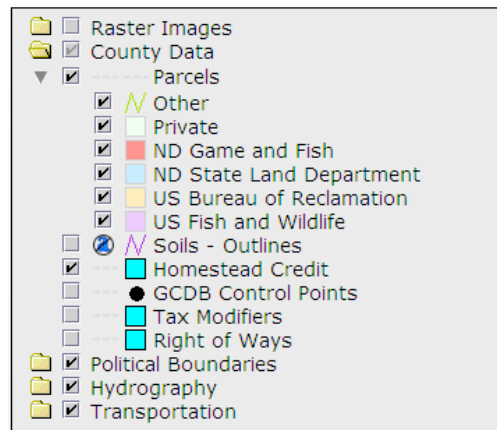 Raster Images
County Data
Parcels
Other
Private
ND Game and Fish
ND State Land Department
US Bureau of Reclamation
US Fish and Wildlife
Soils - Outlines
Homestead Credit
GCDB Control Points
Tax Modifiers
Right of Ways
Political Boundaries
Hydrography
Transportation